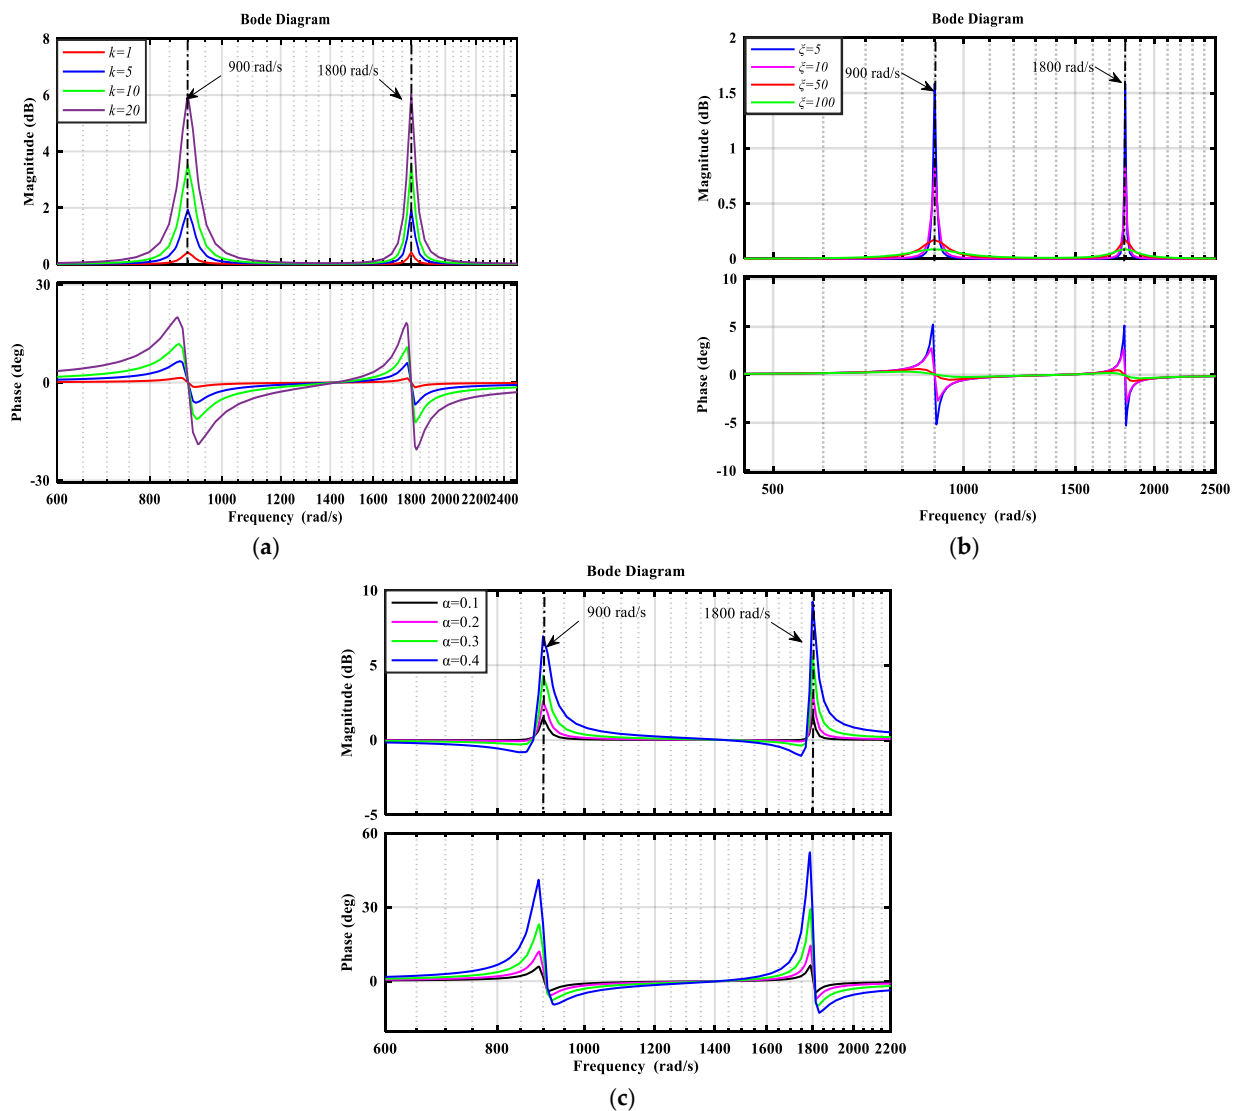 Bode Diagram
k=1
k=5
k=10
k=20
900 rad/s
1800 rad/s
8
6
4
2
0
Magnitude (dB)
30
0
-30
Phase (deg)
600 800 1000 1200 1400 1600 1800 2000 2200 2400
Frequency (rad/s)
(a)
Bode Diagram
ξ=5
ξ=10
ξ=50
ξ=100
900 rad/s
1800 rad/s
2
1.5
1
0.5
0
Magnitude (dB)
10
5
0
-5
-10
Phase (deg)
500 1000 1500 2000 2500
Frequency (rad/s)
(b)
Bode Diagram
α=0.1
α=0.2
α=0.3
α=0.4
900 rad/s
1800 rad/s
10
5
0
-5
Magnitude (dB)
60
30
0
Phase (deg)
600 800 1000 1200 1400 1600 1800 2000 2200
Frequency (rad/s)
(c)